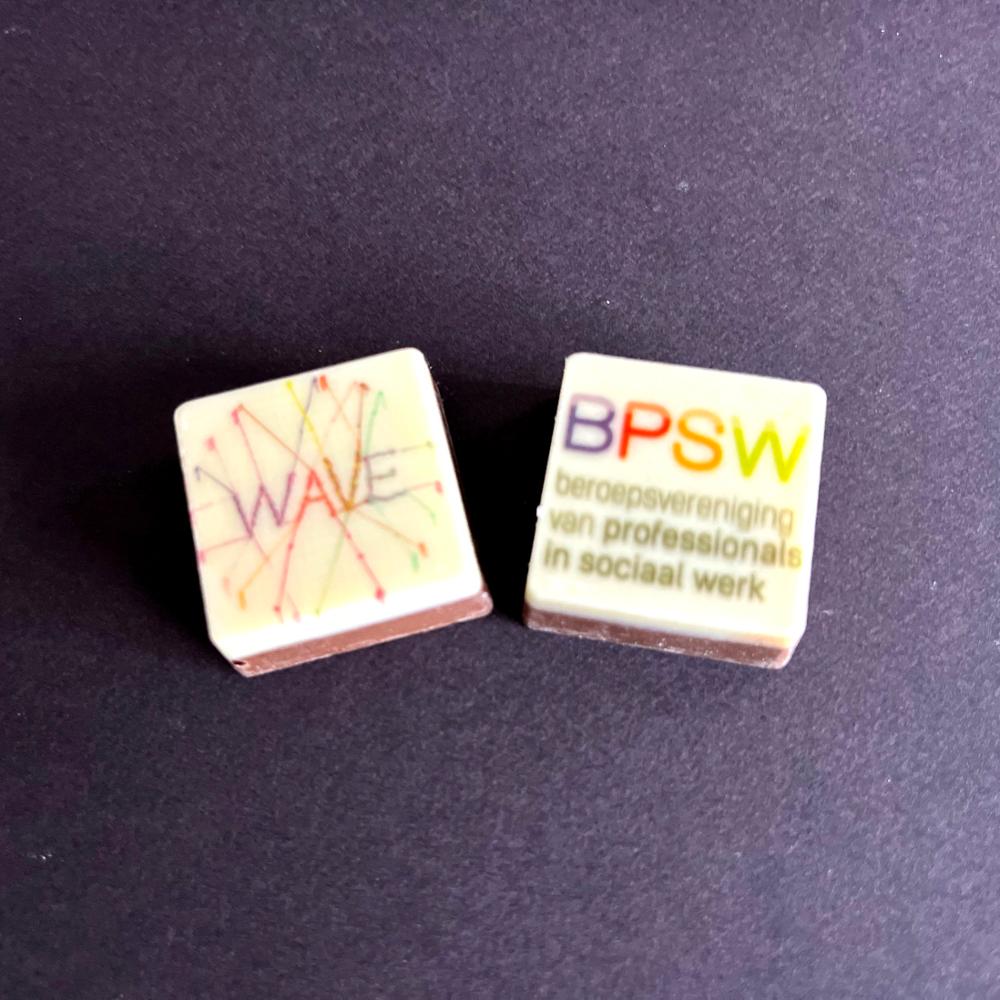 WAVE
BPSW
beroepsvereniging
van professionals
in sociaal werk